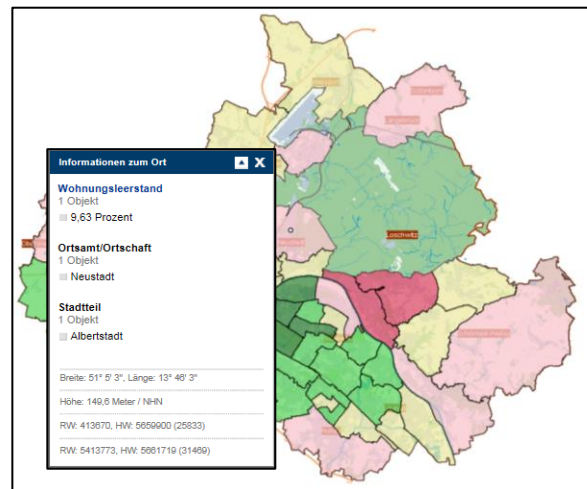 Informationen zum Ort
Wohnungsleerstand
1 Objekt
9,63 Prozent
Ortsamt/Ortschaft
1 Objekt
Neustadt
Stadtteil
1 Objekt
Albertstadt
Breite: 51° 5' 3", Länge: 13° 46' 3"
Höhe: 149,6 Meter / NHN
RW: 413670, HW: 5659900 (25833)
RW: 5413773, HW: 5661719 (31469)
Loschwitz